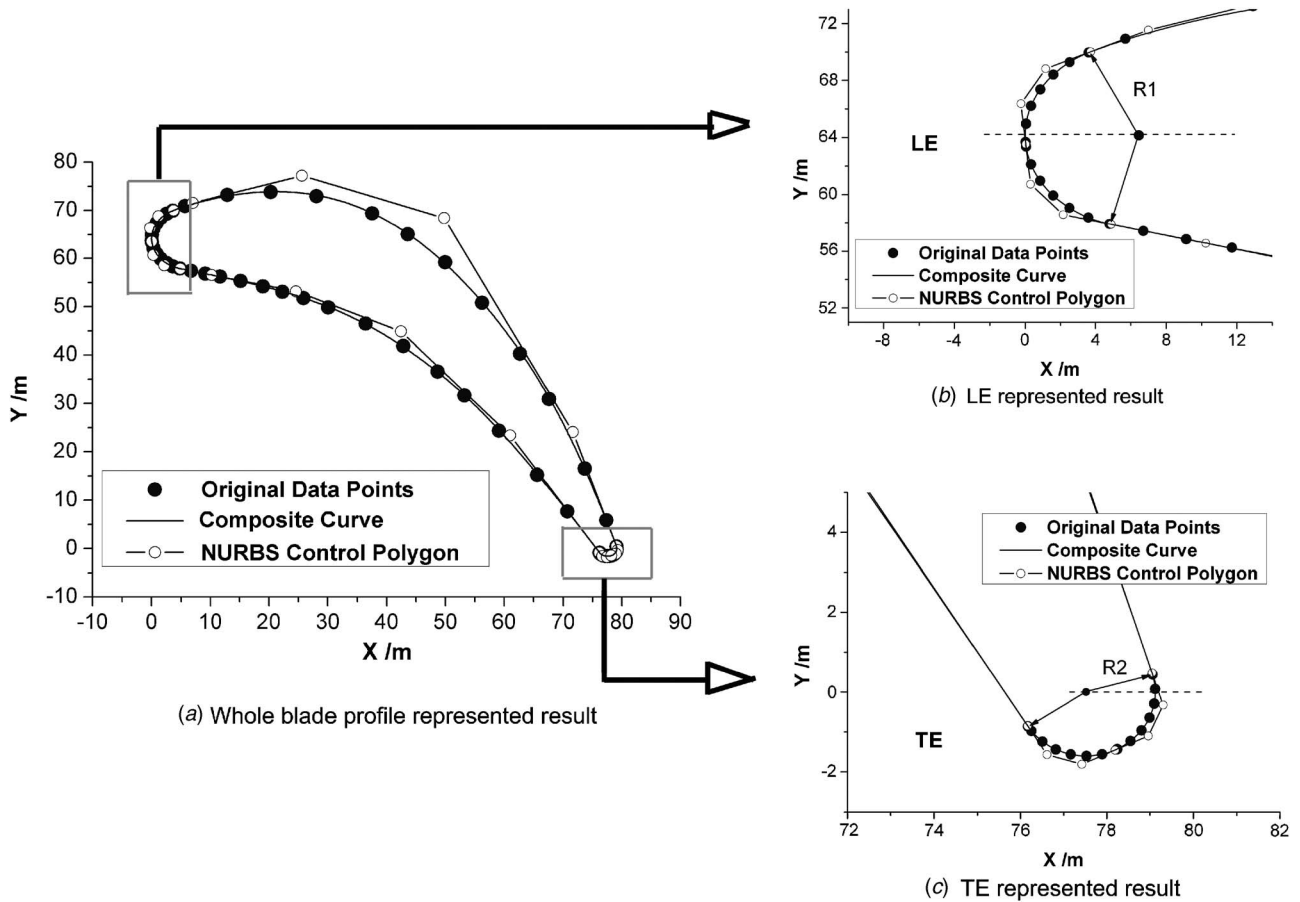 80
70
60
50
40
30
20
10
0
-10
-10 0 10 20 30 40 50 60 70 80 90
Y /m
X /m
Original Data Points
Composite Curve
NURBS Control Polygon
(a) Whole blade profile represented result
72
68
64
60
56
52
-8 -4 0 4 8 12
Y /m
X /m
R1
LE
Original Data Points
Composite Curve
NURBS Control Polygon
(b) LE represented result
4
2
0
-2
72 74 76 78 80 82
Y /m
X /m
R2
TE
Original Data Points
Composite Curve
NURBS Control Polygon
(c) TE represented result